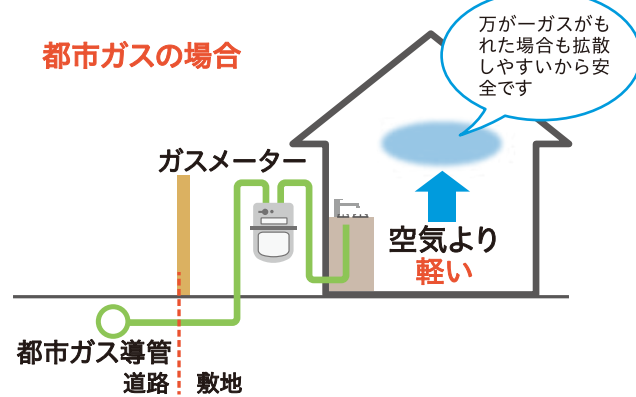 都市ガスの場合
万が一ガスがも
れた場合も拡散
しやすいから安
全です
ガスメーター
空気より
軽い
都市ガス導管
道路 敷地